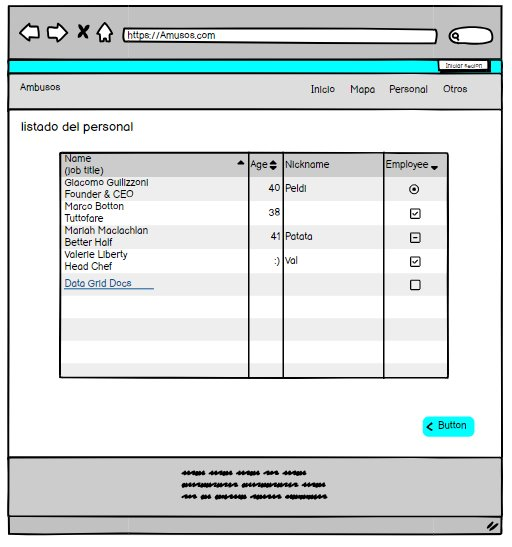 https://Amusos.com
Iniciar sesión
Ambusos
Inicio Mapa Personal Otros
listado del personal
Name
(job title)
Age
Nickname
Employee
Giacomo Guilizzoni
Founder & CEO
40
Peldi
Marco Botton
Tuttofare
38
Mariah Maclachlan
Better Half
41
Patata
Valerie Liberty
Head Chef
:)
Val
Data Grid Docs
Button